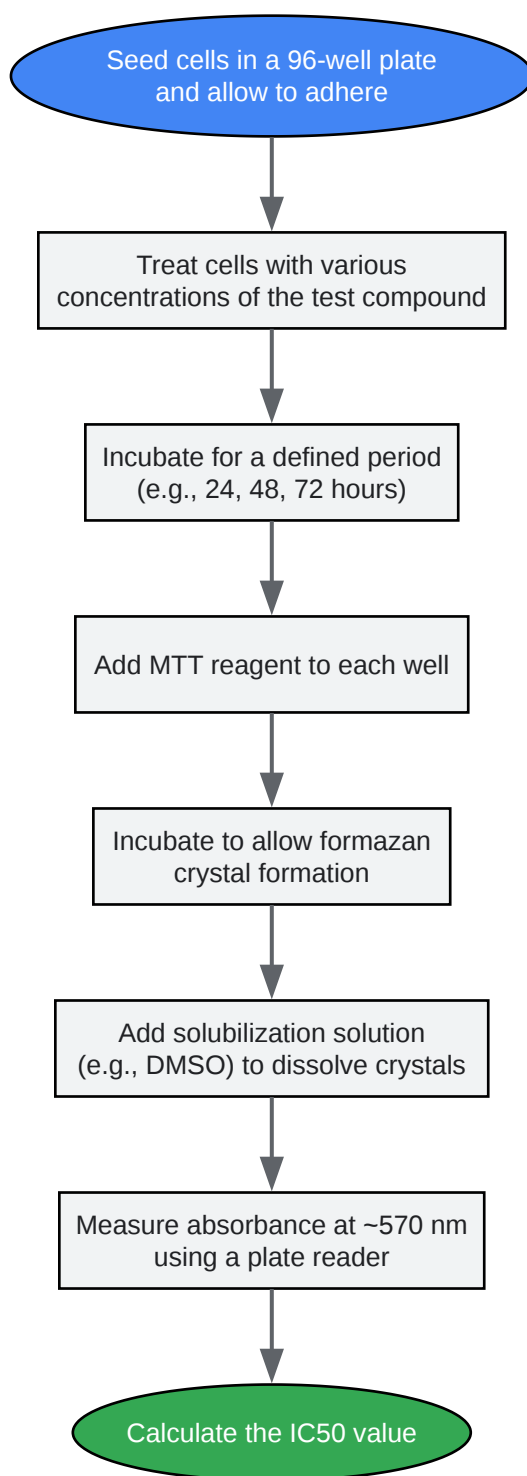 Seed cells in a 96-well plate
and allow to adhere
Treat cells with various
concentrations of the test compound
Incubate for a defined period
(e.g., 24, 48, 72 hours)
Add MTT reagent to each well
Incubate to allow formazan
crystal formation
Add solubilization solution
(e.g., DMSO) to dissolve crystals
Measure absorbance at ~570 nm
using a plate reader
Calculate the IC50 value